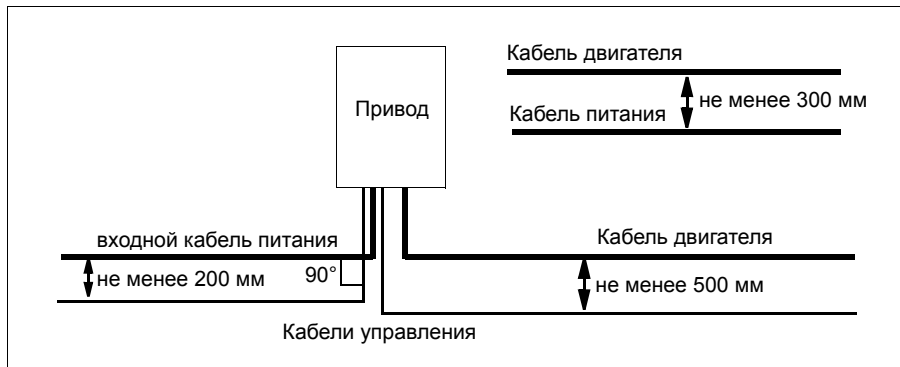 Кабель двигателя
Привод
не менее 300 мм
Кабель питания
входной кабель питания
Кабель двигателя
не менее 200 мм
90°
не менее 500 мм
Кабели управления